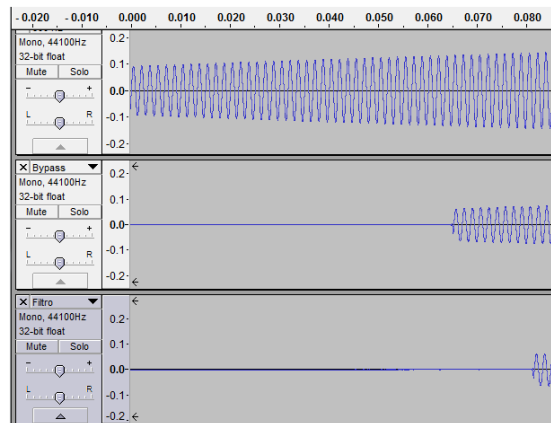 - 0.020 - 0.010 0.000 0.010 0.020 0.030 0.040 0.050 0.060 0.070 0.080
Mono, 44100Hz
32-bit float
Mute Solo
- +
L R
0.2-
0.1-
0.0-
-0.1-
-0.2-
× Bypass ▼
Mono, 44100Hz
32-bit float
Mute Solo
- +
L R
0.2-
0.1-
0.0-
-0.1-
-0.2-
× Filtro ▼
Mono, 44100Hz
32-bit float
Mute Solo
- +
L R
0.2-
0.1-
0.0-
-0.1-
-0.2-